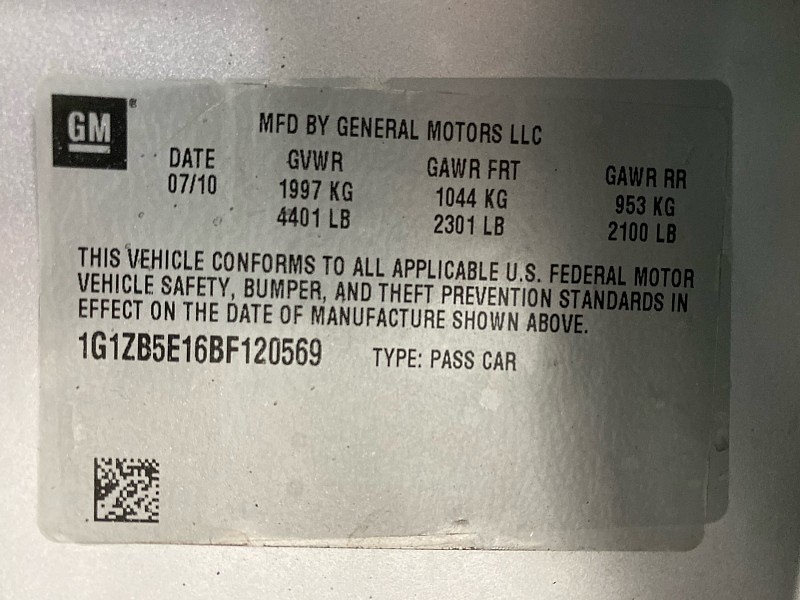 GM®
MFD BY GENERAL MOTORS LLC
DATE GVWR GAWR FRT GAWR RR
07/10 1997 KG 1044 KG 953 KG
4401 LB 2301 LB 2100 LB
THIS VEHICLE CONFORMS TO ALL APPLICABLE U.S. FEDERAL MOTOR
VEHICLE SAFETY, BUMPER, AND THEFT PREVENTION STANDARDS IN
EFFECT ON THE DATE OF MANUFACTURE SHOWN ABOVE.
1G1ZB5E16BF120569 TYPE: PASS CAR